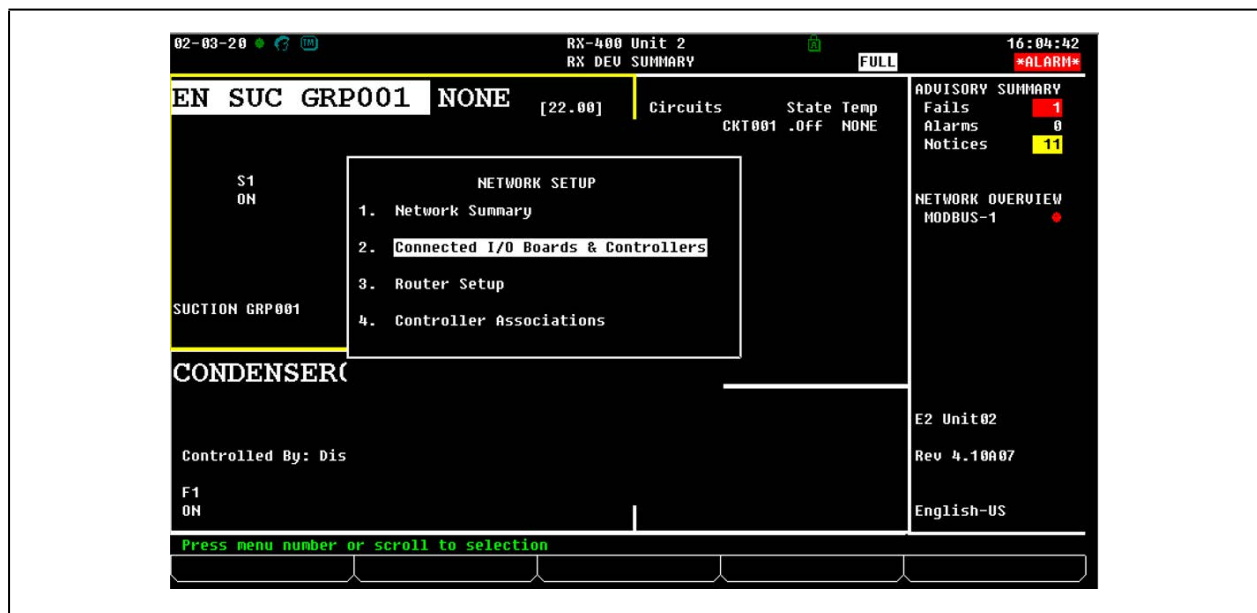 02-03-20 TM RX-400 Unit 2 16:04:42
RX DEV SUMMARY FULL *ALARM*
EN SUC GRP001 NONE [22.00] Circuits State Temp
CKT001 .Off NONE
ADVISORY SUMMARY
Fails 1
Alarms 0
Notices 11
S1
ON
NETWORK SETUP
1. Network Summary
2. Connected I/O Boards & Controllers
3. Router Setup
4. Controller Associations
NETWORK OVERVIEW
MODBUS-1
SUCTION GRP001
CONDENSER(
Controlled By: Dis
F1
ON
E2 Unit02
Rev 4.10A07
English-US
Press menu number or scroll to selection